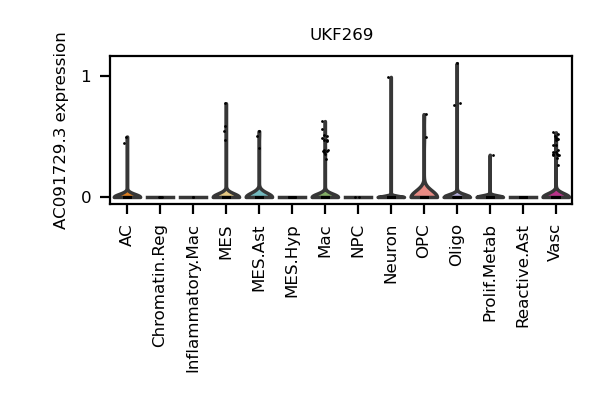 UKF269
AC091729.3 expression
1
0
AC
Chromatin.Reg
Inflammatory.Mac
MES
MES.Ast
MES.Hyp
Mac
NPC
Neuron
OPC
Oligo
Prolif.Metab
Reactive.Ast
Vasc